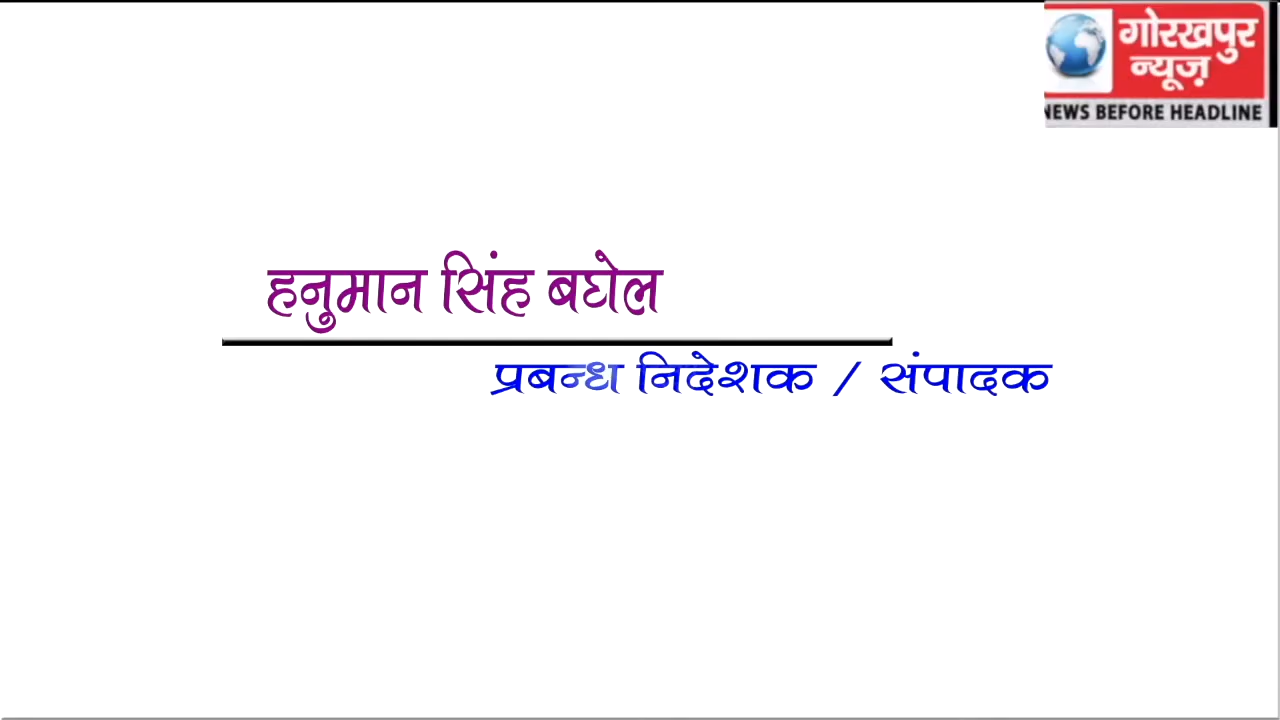 गोरखपुर
न्यूज़
NEWS BEFORE HEADLINE
हनुमान सिंह बघेल
प्रबन्ध निदेशक / संपादक